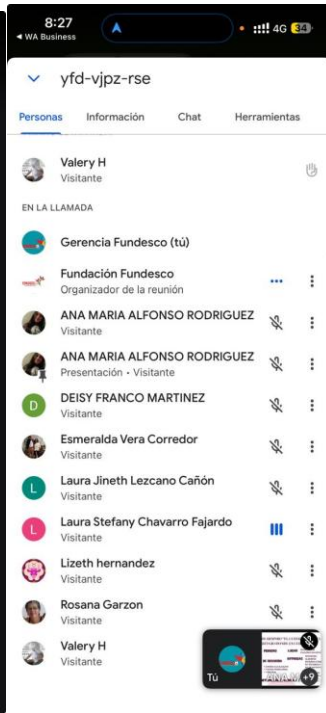 8:27
4G 34
◄ WA Business
yfd-vjpz-rse
Personas Información Chat Herramientas
Valery H
Visitante
EN LA LLAMADA
Gerencia Fundesco (tú)
Fundación Fundesco
Organizador de la reunión
ANA MARIA ALFONSO RODRIGUEZ
Visitante
ANA MARIA ALFONSO RODRIGUEZ
Presentación • Visitante
D
DEISY FRANCO MARTINEZ
Visitante
Esmeralda Vera Corredor
Visitante
L
Laura Jineth Lezcano Cañón
Visitante
L
Laura Stefany Chavarro Fajardo
Visitante
Lizeth hernandez
Visitante
Rosana Garzon
Visitante
Valery H
Visitante
Tú
ANA M
+9